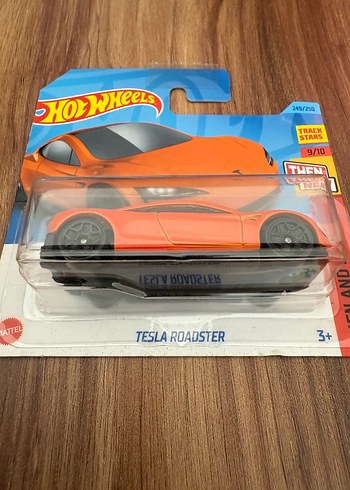 HOT WHEELS
249/250
TRACK
STARS
9/10
THEN
MATTEL
TESLA ROADSTER
TESLA ROADSTER
3+